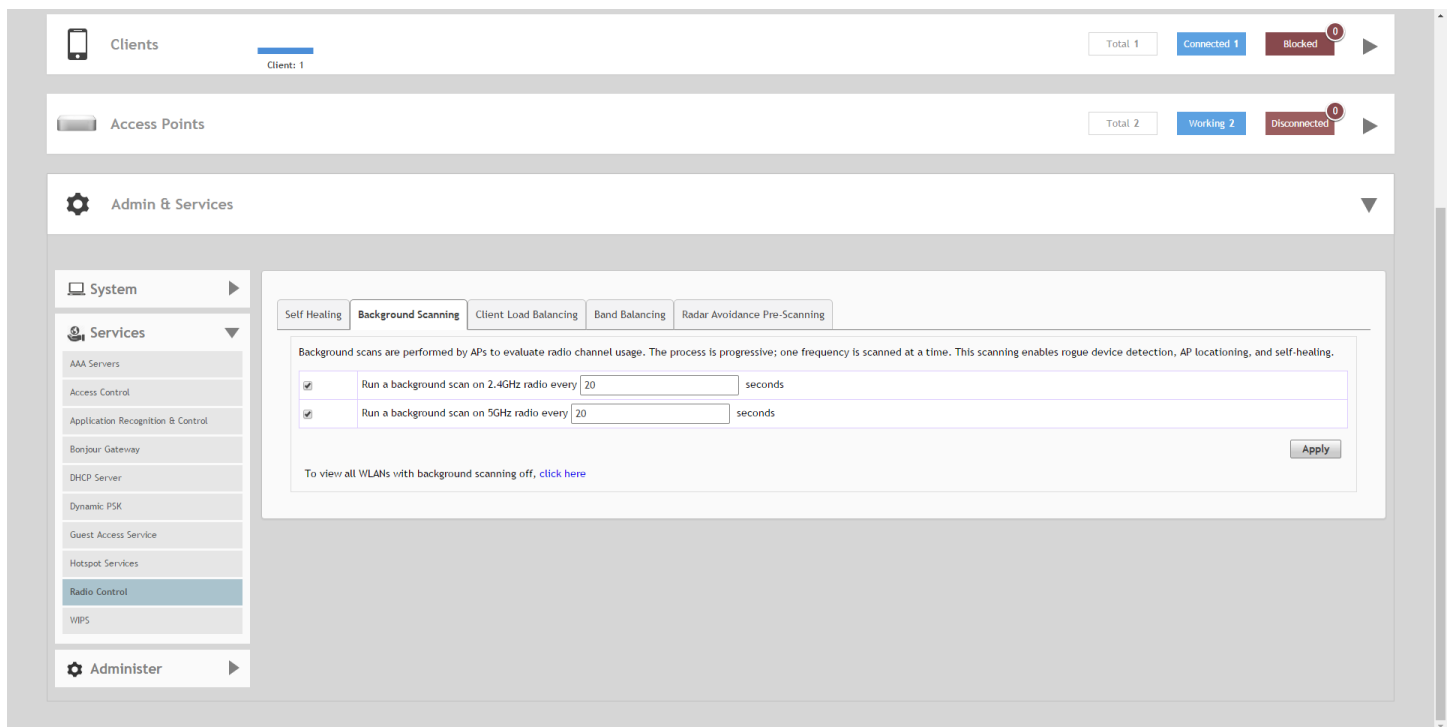 Clients
Client: 1
Total 1
Connected 1
Blocked
0
Access Points
Total 2
Working 2
Disconnected
0
Admin & Services
System
Services
AAA Servers
Access Control
Application Recognition & Control
Bonjour Gateway
DHCP Server
Dynamic PSK
Guest Access Service
Hotspot Services
Radio Control
WIPS
Administer
Self Healing
Background Scanning
Client Load Balancing
Band Balancing
Radar Avoidance Pre-Scanning
Background scans are performed by APs to evaluate radio channel usage. The process is progressive; one frequency is scanned at a time. This scanning enables rogue device detection, AP locationing, and self-healing.
Run a background scan on 2.4GHz radio every 20 seconds
Run a background scan on 5GHz radio every 20 seconds
Apply
To view all WLANs with background scanning off, click here